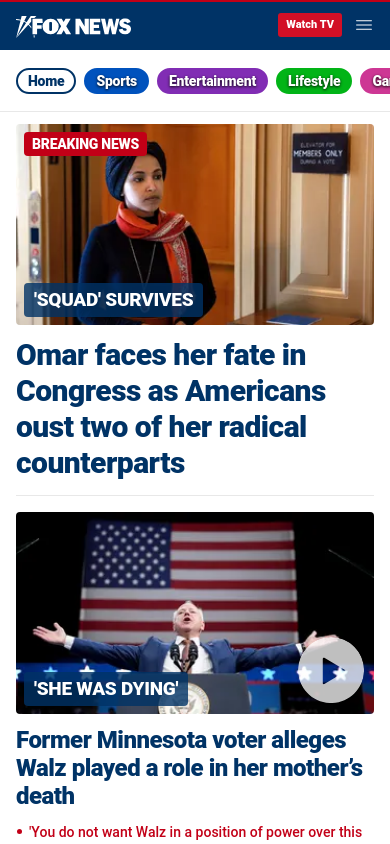 FOX NEWS
Watch TV
Home
Sports
Entertainment
Lifestyle
Ga
BREAKING NEWS
ELEVATOR FOR
MEMBERS ONLY
DURING A VOTE
'SQUAD' SURVIVES
Omar faces her fate in
Congress as Americans
oust two of her radical
counterparts
'SHE WAS DYING'
Former Minnesota voter alleges
Walz played a role in her mother’s
death
'You do not want Walz in a position of power over this